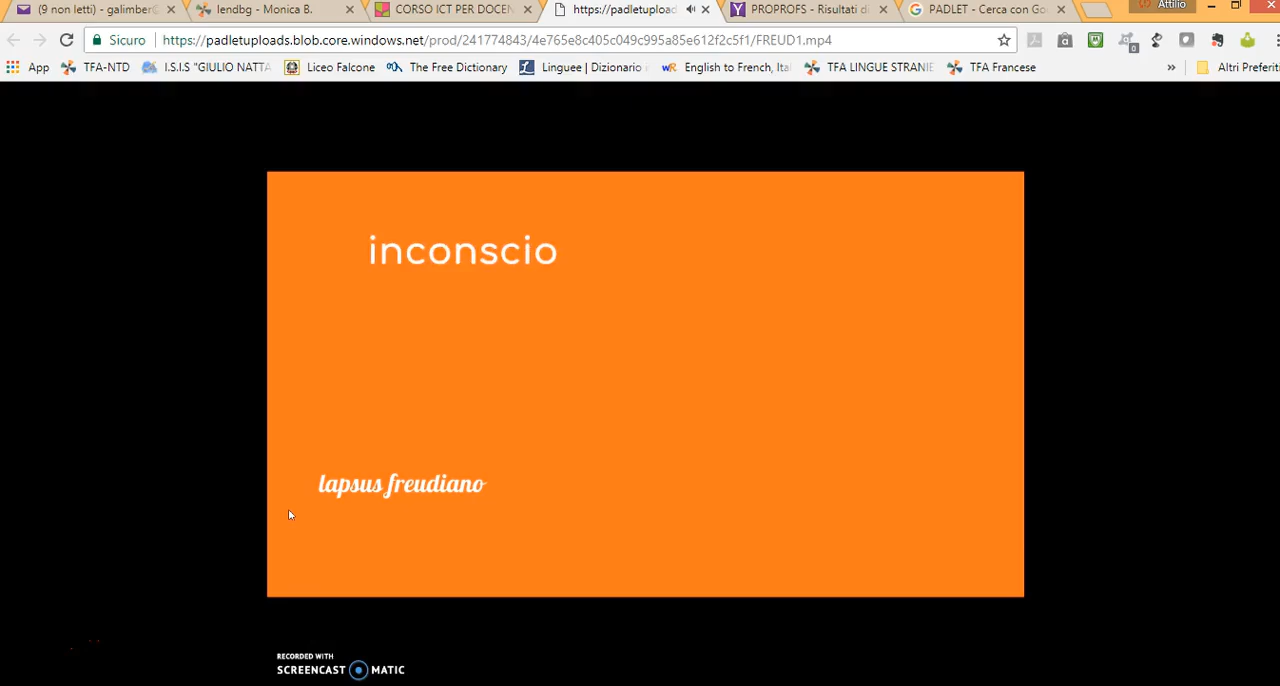 (9 non letti) - galimber
lendbg - Monica B.
CORSO ICT PER DOCEN
https://padletupload
PROPROFS - Risultati di
PADLET - Cerca con Go
Attilio
Sicuro
https://padletuploads.blob.core.windows.net/prod/241774843/4e765e8c405c049c995a85e612f2c5f1/FREUD1.mp4
App
TFA-NTD
I.S.I.S "GIULIO NATTA
Liceo Falcone
The Free Dictionary
Linguee | Dizionario
English to French, Ita
TFA LINGUE STRANIE
TFA Francese
»
Altri Preferiti
inconscio
lapsus freudiano
RECORDED WITH
SCREENCAST MATIC